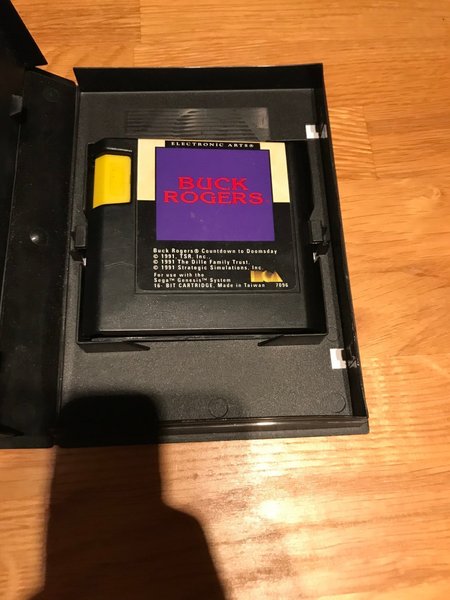 ELECTRONIC ARTS®
BUCK
ROGERS
Buck Rogers® Countdown to Doomsday
© 1991, TSR, Inc.,
© 1991 The Dille Family Trust,
© 1991 Strategic Simulations, Inc.
For use with the
Sega™ Genesis™ System
16 BIT CARTRIDGE. Made in Taiwan 7096